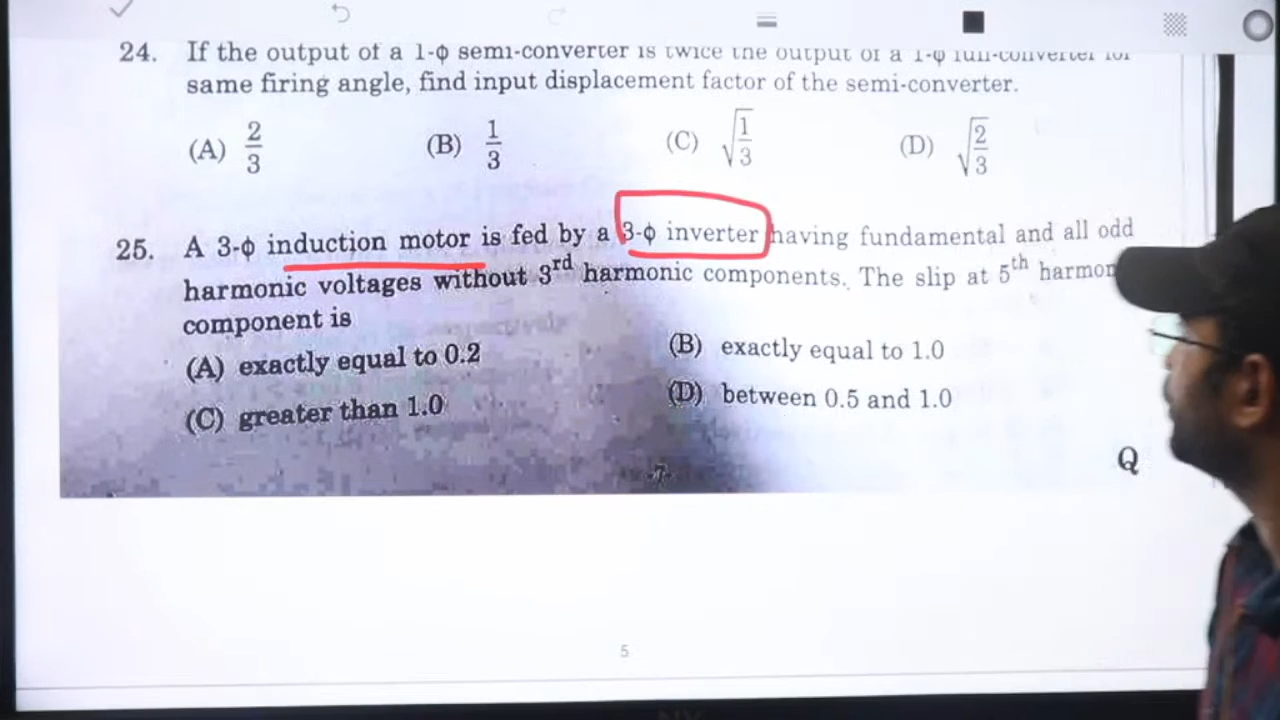 24. If the output of a 1-ϕ semi-converter is twice the output of a 1-ϕ full-converter for
same firing angle, find input displacement factor of the semi-converter.
(A) 2/3 (B) 1/3 (C) √(1/3) (D) √(2/3)
25. A 3-ϕ induction motor is fed by a 3-ϕ inverter having fundamental and all odd
harmonic voltages without 3rd harmonic components. The slip at 5th
component is
(A) exactly equal to 0.2 (B) exactly equal to 1.0
(C) greater than 1.0 (D) between 0.5 and 1.0
-7-
Q
5